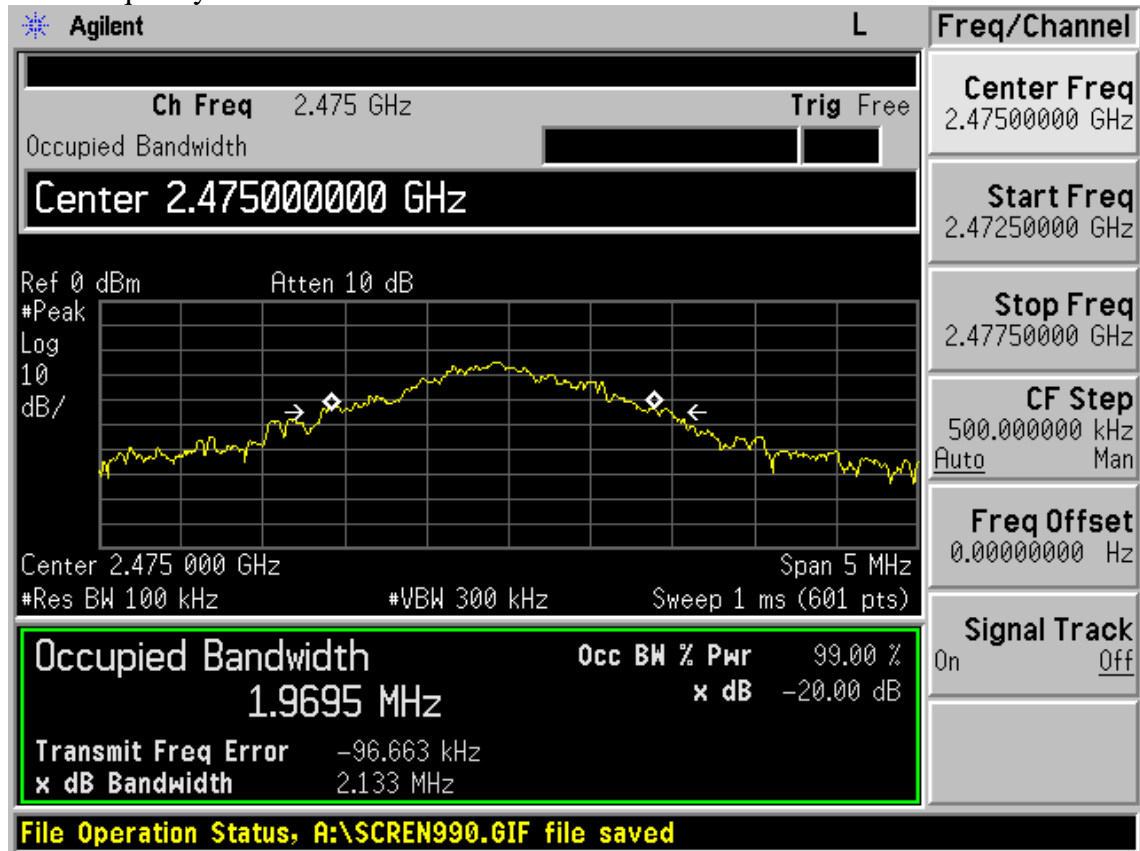 Agilent L
Ch Freq 2.475 GHz Trig Free
Occupied Bandwidth
Center 2.475000000 GHz
Ref 0 dBm Atten 10 dB
#Peak
Log
10
dB/
Center 2.475 000 GHz Span 5 MHz
#Res BW 100 kHz #VBW 300 kHz Sweep 1 ms (601 pts)
Occupied Bandwidth Occ BW % Pwr 99.00 %
1.9695 MHz x dB -20.00 dB
Transmit Freq Error -96.663 kHz
x dB Bandwidth 2.133 MHz
File Operation Status, A:\SCREN990.GIF file saved
Freq/Channel
Center Freq
2.47500000 GHz
Start Freq
2.47250000 GHz
Stop Freq
2.47750000 GHz
CF Step
500.000000 kHz
Auto Man
Freq Offset
0.00000000 Hz
Signal Track
On Off